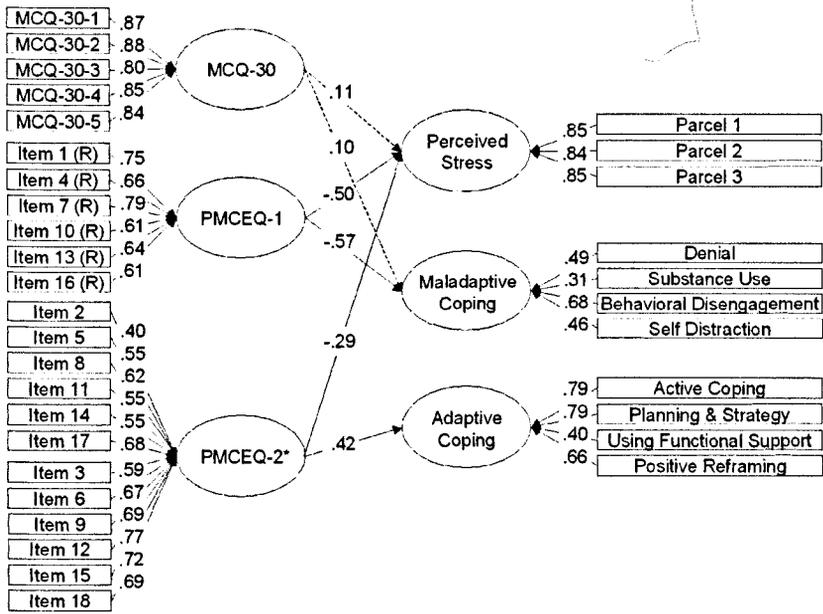 MCQ-30-1
MCQ-30-2
MCQ-30-3
MCQ-30-4
MCQ-30-5
.87
.88
.80
.85
.84
MCQ-30
Item 1 (R)
Item 4 (R)
Item 7 (R)
Item 10 (R)
Item 13 (R)
Item 16 (R)
.75
.66
.79
.61
.64
.61
PMCEQ-1
Item 2
Item 5
Item 8
Item 11
Item 14
Item 17
Item 3
Item 6
Item 9
Item 12
Item 15
Item 18
.40
.55
.62
.55
.55
.68
.59
.67
.69
.77
.72
.69
PMCEQ-2*
.11
.10
-.50
-.57
-.29
.42
Perceived
Stress
.85
.84
.85
Parcel 1
Parcel 2
Parcel 3
Maladaptive
Coping
.49
.31
.68
.46
Denial
Substance Use
Behavioral Disengagement
Self Distraction
Adaptive
Coping
.79
.79
.40
.66
Active Coping
Planning & Strategy
Using Functional Support
Positive Reframing